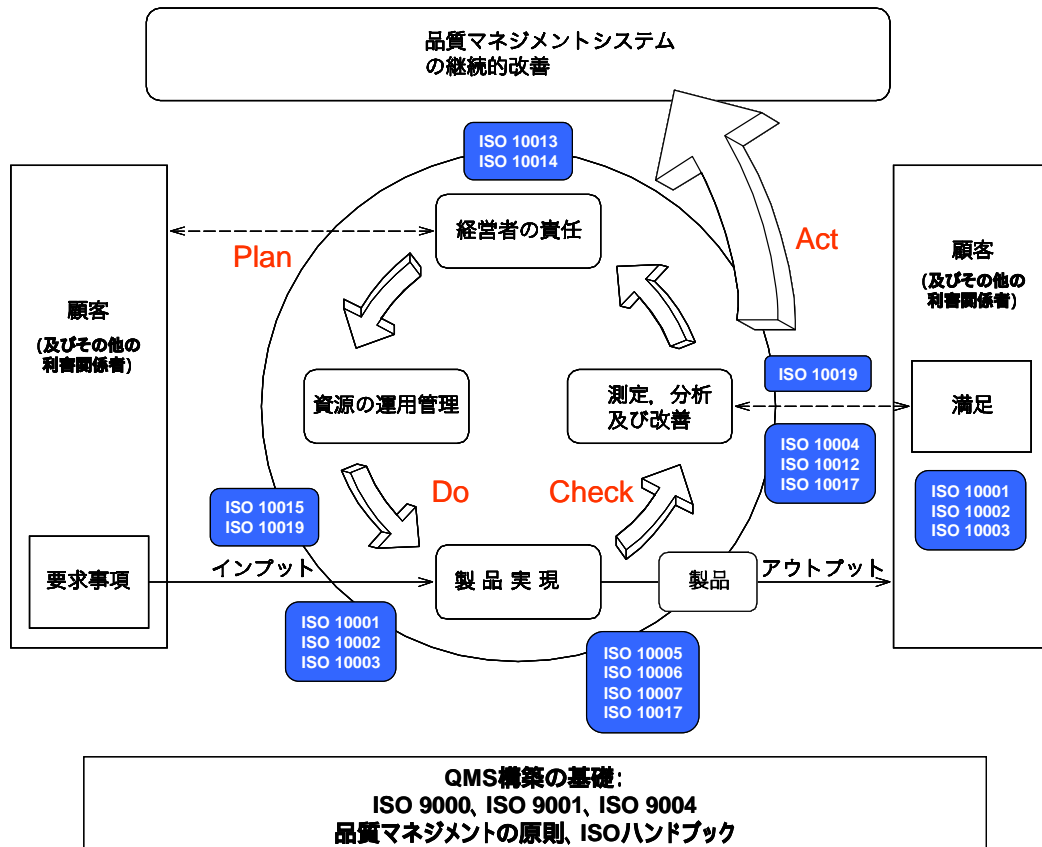 品質マネジメントシステム
の継続的改善
ISO 10013
ISO 10014
経営者の責任
Plan
Act
顧客
(及びその他の
利害関係者)
顧客
(及びその他の
利害関係者)
資源の運用管理
測定，分析
及び改善
ISO 10019
満足
ISO 10004
ISO 10012
ISO 10017
ISO 10001
ISO 10002
ISO 10003
Do
Check
ISO 10015
ISO 10019
要求事項
インプット
製品実現
製品
アウトプット
ISO 10001
ISO 10002
ISO 10003
ISO 10005
ISO 10006
ISO 10007
ISO 10017
QMS構築の基礎:
ISO 9000、ISO 9001、ISO 9004
品質マネジメントの原則、ISOハンドブック